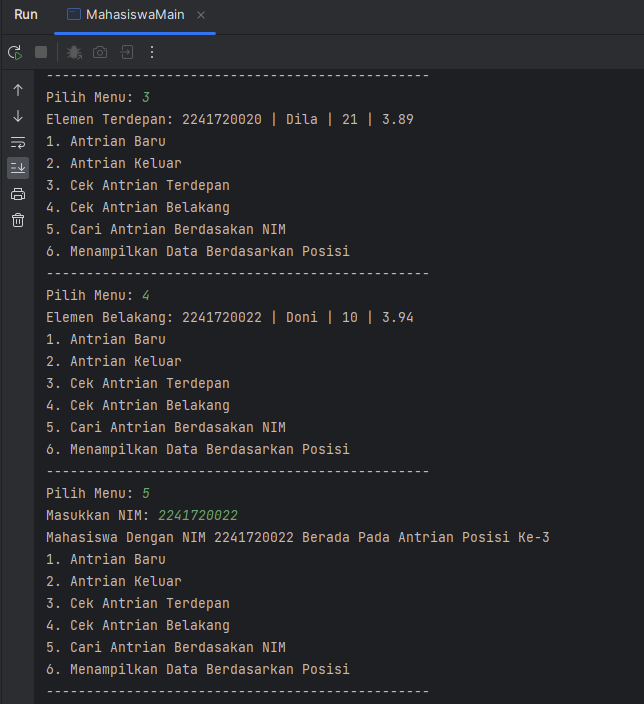 Run MahasiswaMain
------------------------------------------------
Pilih Menu: 3
Elemen Terdepan: 2241720020 | Dila | 21 | 3.89
1. Antrian Baru
2. Antrian Keluar
3. Cek Antrian Terdepan
4. Cek Antrian Belakang
5. Cari Antrian Berdasakan NIM
6. Menampilkan Data Berdasarkan Posisi
------------------------------------------------
Pilih Menu: 4
Elemen Belakang: 2241720022 | Doni | 10 | 3.94
1. Antrian Baru
2. Antrian Keluar
3. Cek Antrian Terdepan
4. Cek Antrian Belakang
5. Cari Antrian Berdasakan NIM
6. Menampilkan Data Berdasarkan Posisi
------------------------------------------------
Pilih Menu: 5
Masukkan NIM: 2241720022
Mahasiswa Dengan NIM 2241720022 Berada Pada Antrian Posisi Ke-3
1. Antrian Baru
2. Antrian Keluar
3. Cek Antrian Terdepan
4. Cek Antrian Belakang
5. Cari Antrian Berdasakan NIM
6. Menampilkan Data Berdasarkan Posisi
------------------------------------------------